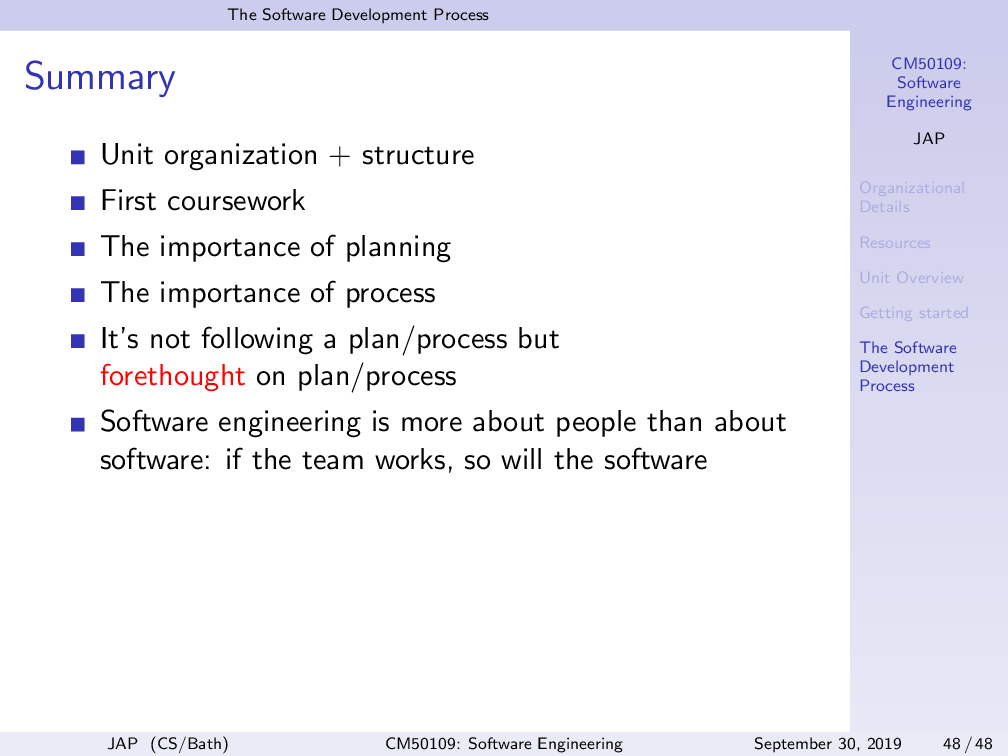 The Software Development Process
Summary
Unit organization + structure
First coursework
The importance of planning
The importance of process
It's not following a plan/process but
forethought on plan/process
Software engineering is more about people than about
software: if the team works, so will the software
CM50109:
Software
Engineering
JAP
Organizational
Details
Resources
Unit Overview
Getting started
The Software
Development
Process
JAP (CS/Bath)
CM50109: Software Engineering
September 30, 2019
48 / 48